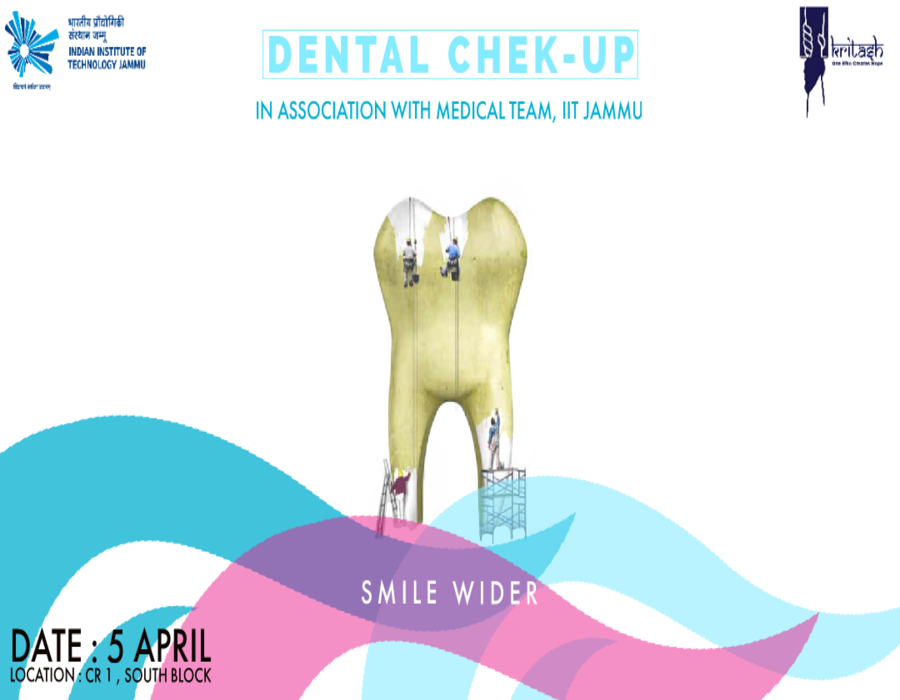 भारतीय प्रौद्योगिकी
संस्थान जम्मू
INDIAN INSTITUTE OF
TECHNOLOGY JAMMU
DENTAL CHEK-UP
IN ASSOCIATION WITH MEDICAL TEAM, IIT JAMMU
kritash
SMILE WIDER
DATE : 5 APRIL
LOCATION : CR 1 , SOUTH BLOCK